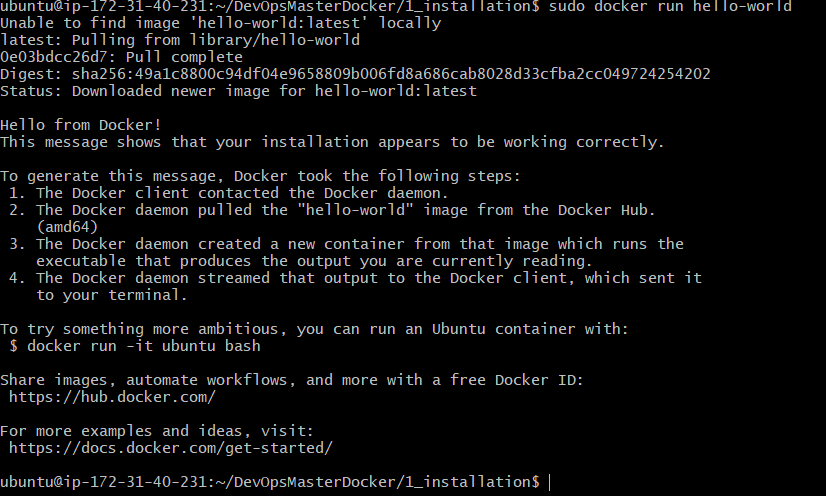 ubuntu@ip-172-31-40-231:~/DevOpsMasterDocker/1_installation$ sudo docker run hello-world
Unable to find image 'hello-world:latest' locally
latest: Pulling from library/hello-world
0e03bdcc26d7: Pull complete
Digest: sha256:49a1c8800c94df04e9658809b006fd8a686cab8028d33cfba2cc049724254202
Status: Downloaded newer image for hello-world:latest

Hello from Docker!
This message shows that your installation appears to be working correctly.

To generate this message, Docker took the following steps:
 1. The Docker client contacted the Docker daemon.
 2. The Docker daemon pulled the "hello-world" image from the Docker Hub.
    (amd64)
 3. The Docker daemon created a new container from that image which runs the
    executable that produces the output you are currently reading.
 4. The Docker daemon streamed that output to the Docker client, which sent it
    to your terminal.

To try something more ambitious, you can run an Ubuntu container with:
 $ docker run -it ubuntu bash

Share images, automate workflows, and more with a free Docker ID:
 https://hub.docker.com/

For more examples and ideas, visit:
 https://docs.docker.com/get-started/

ubuntu@ip-172-31-40-231:~/DevOpsMasterDocker/1_installation$